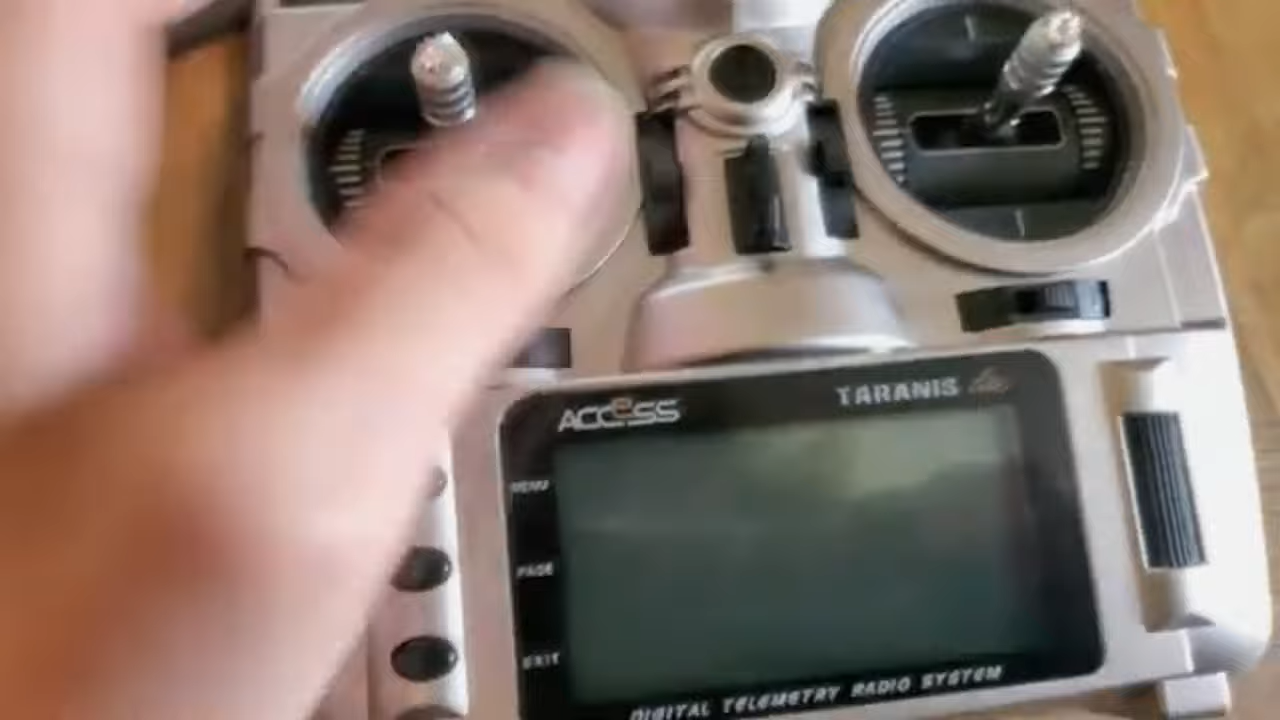 ACCESS
TARANIS
MENU
PAGE
EXIT
DIGITAL TELEMETRY RADIO SYSTEM